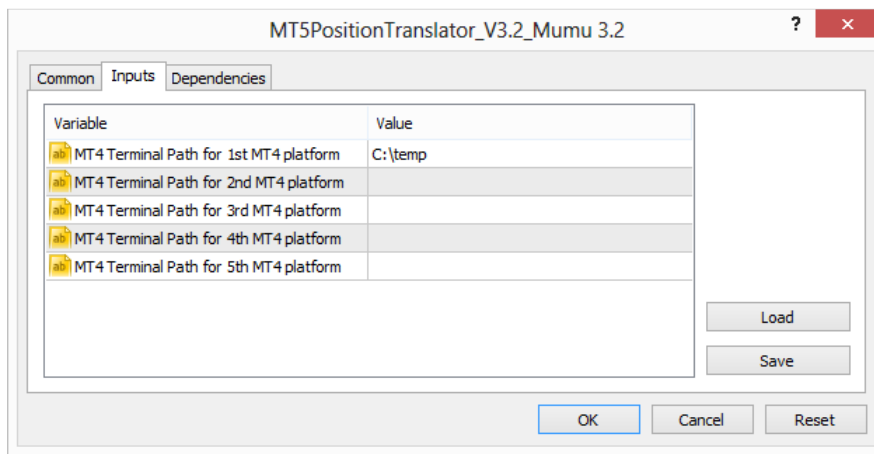 MT5PositionTranslator_V3.2_Mumu 3.2 ? ×
Common Inputs Dependencies
Variable Value
ab MT4 Terminal Path for 1st MT4 platform C:\temp
ab MT4 Terminal Path for 2nd MT4 platform
ab MT4 Terminal Path for 3rd MT4 platform
ab MT4 Terminal Path for 4th MT4 platform
ab MT4 Terminal Path for 5th MT4 platform
Load
Save
OK Cancel Reset